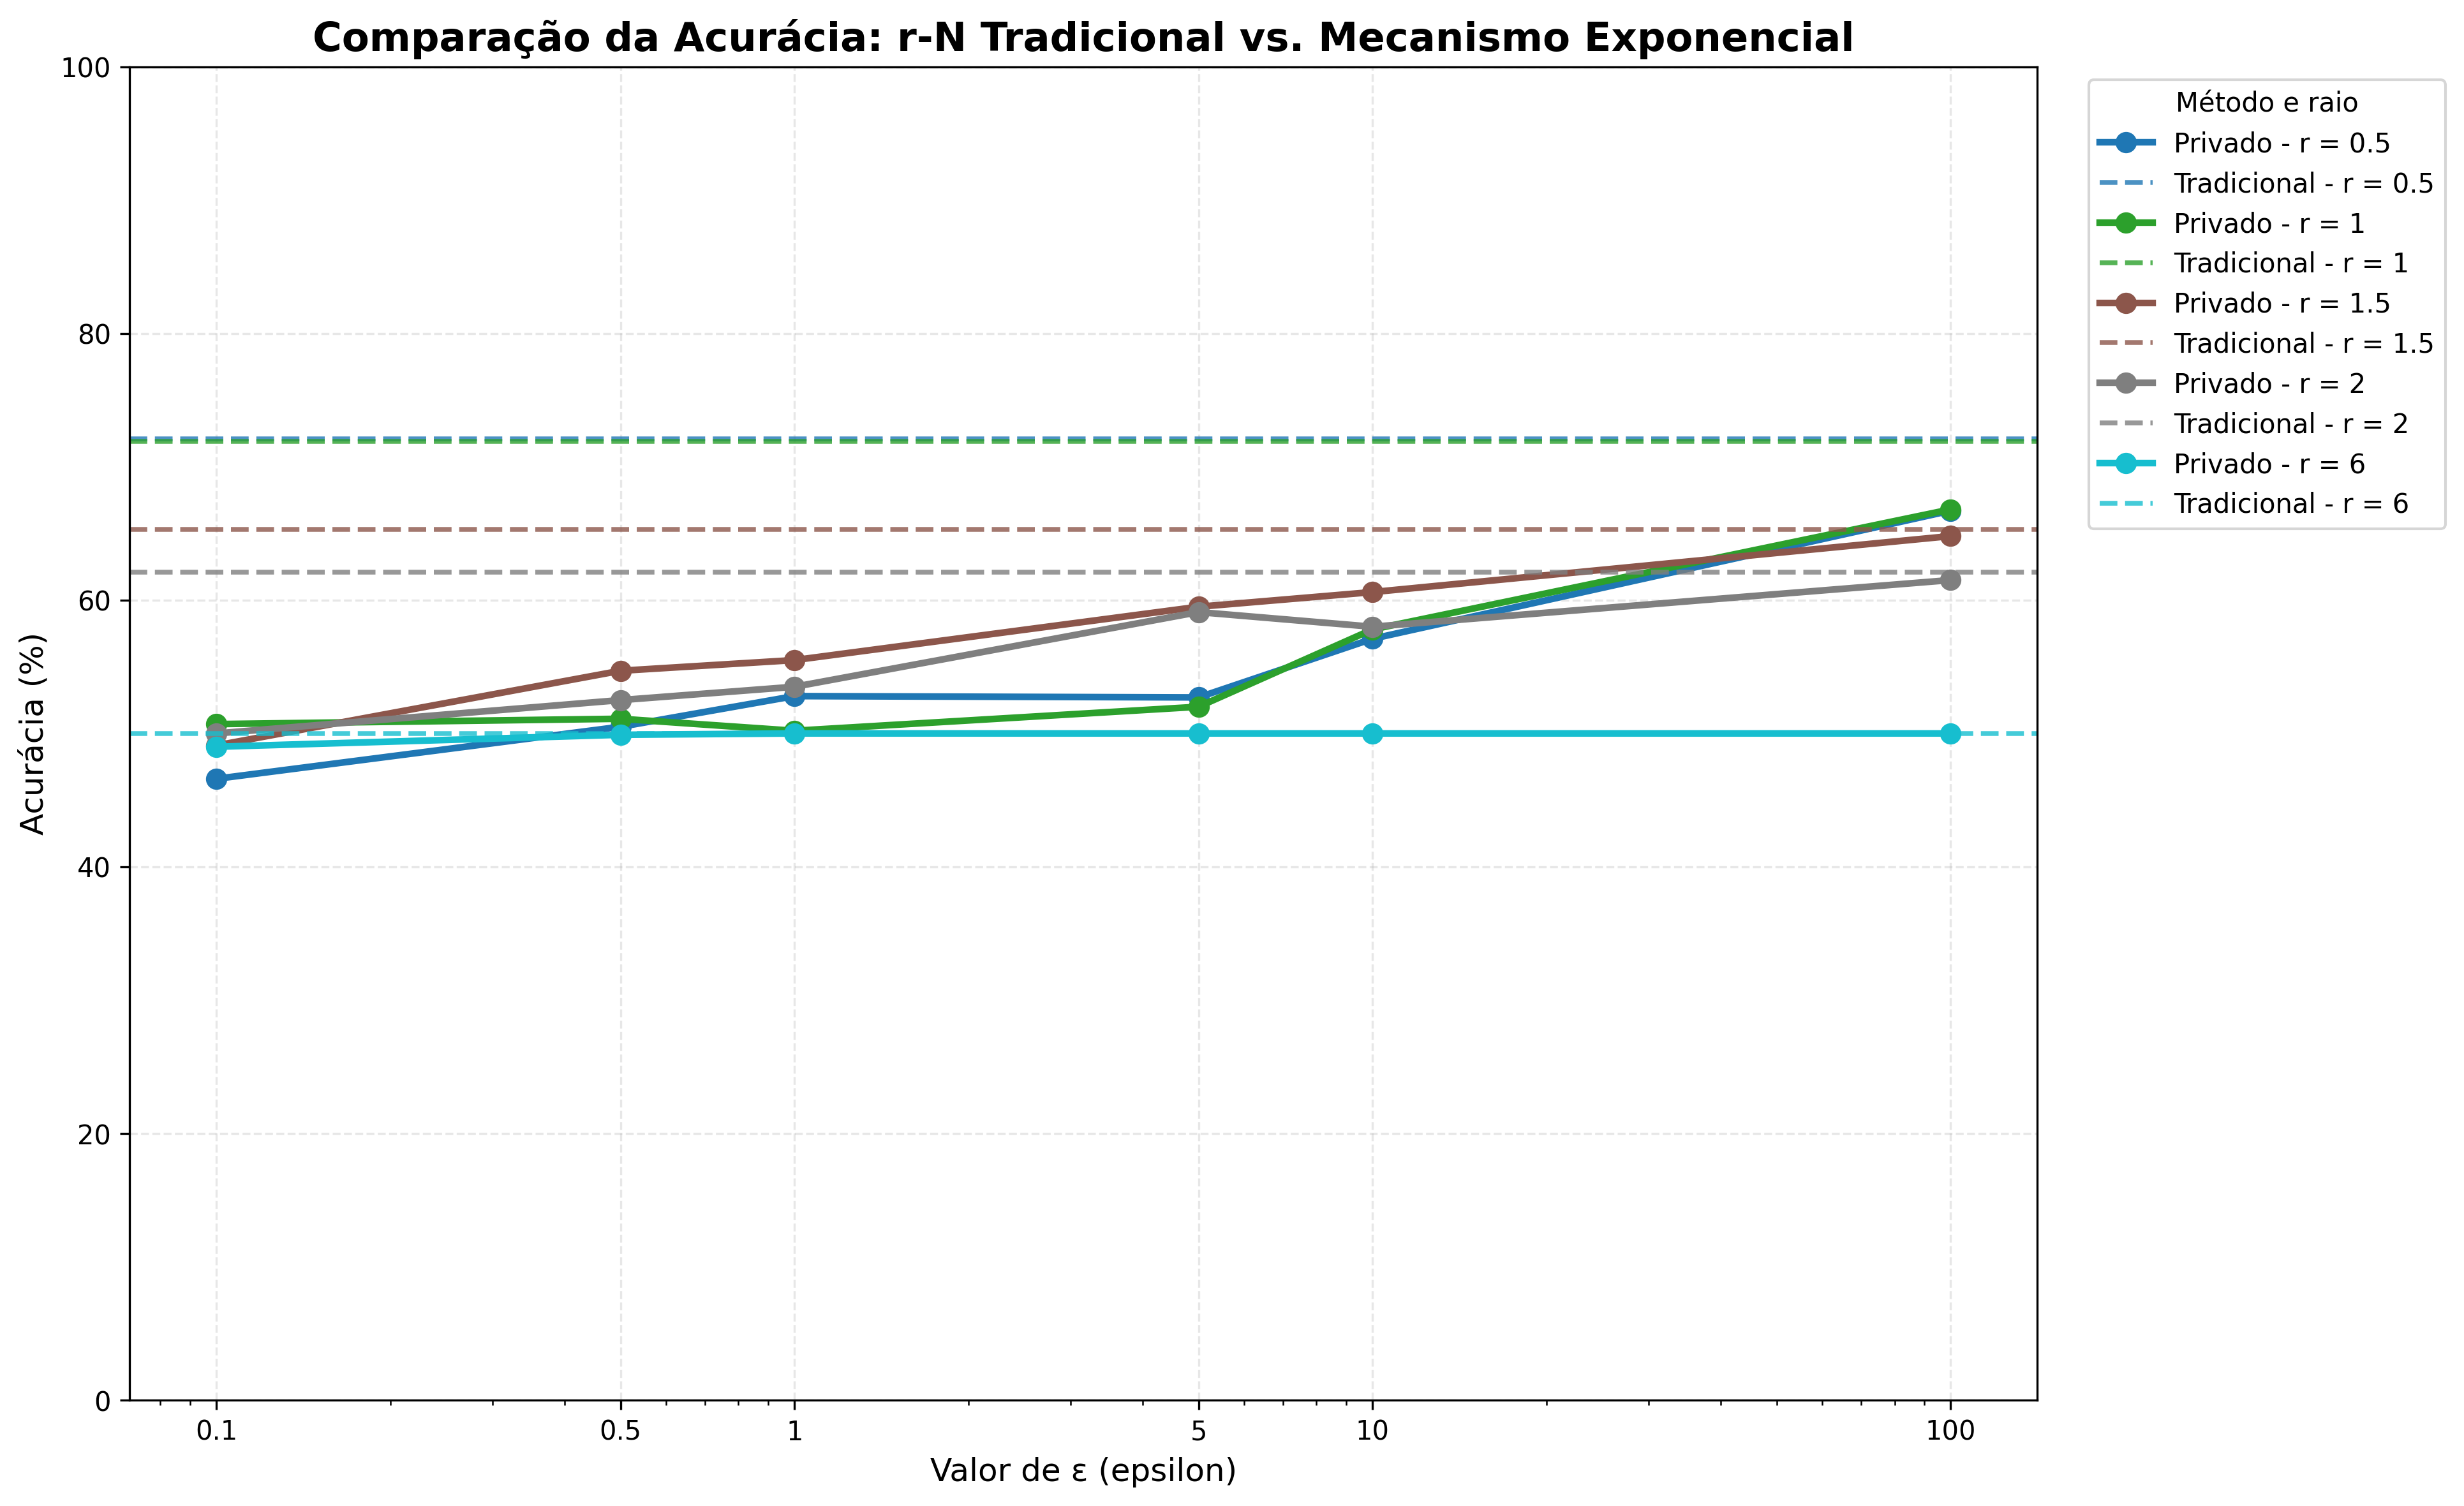 Comparação da Acurácia: r-N Tradicional vs. Mecanismo Exponencial
Acurácia (%)
100
80
60
40
20
0
0.1
0.5
1
5
10
100
Valor de ε (epsilon)
Método e raio
Privado - r = 0.5
Tradicional - r = 0.5
Privado - r = 1
Tradicional - r = 1
Privado - r = 1.5
Tradicional - r = 1.5
Privado - r = 2
Tradicional - r = 2
Privado - r = 6
Tradicional - r = 6